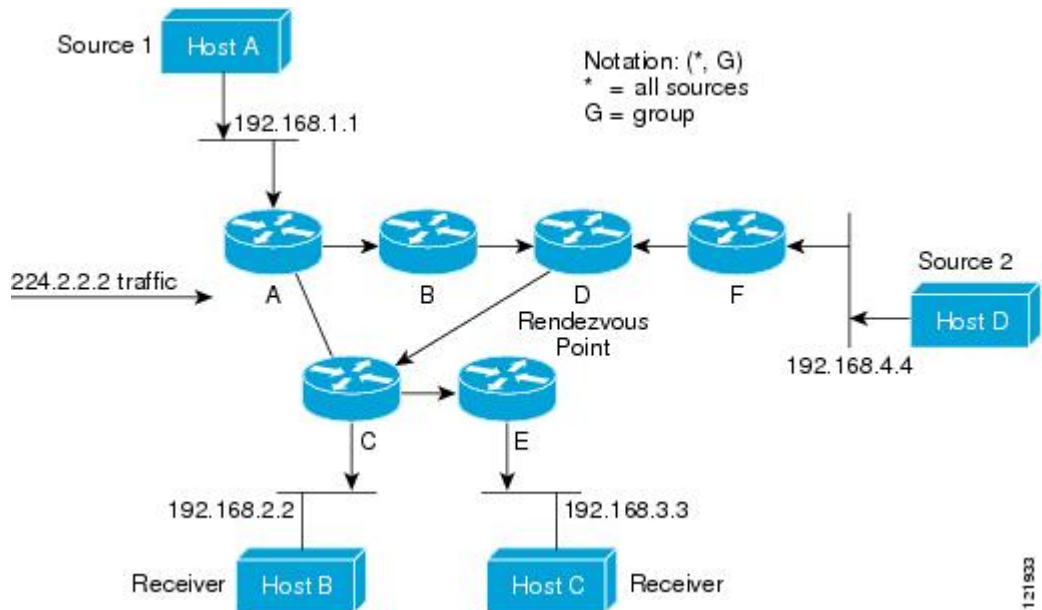 Source 1
Host A
Notation: (*, G)
* = all sources
G = group
192.168.1.1
224.2.2.2 traffic
A
B
D
Rendezvous
Point
F
Source 2
Host D
192.168.4.4
C
E
192.168.2.2
192.168.3.3
Receiver
Host B
Host C
Receiver
121933